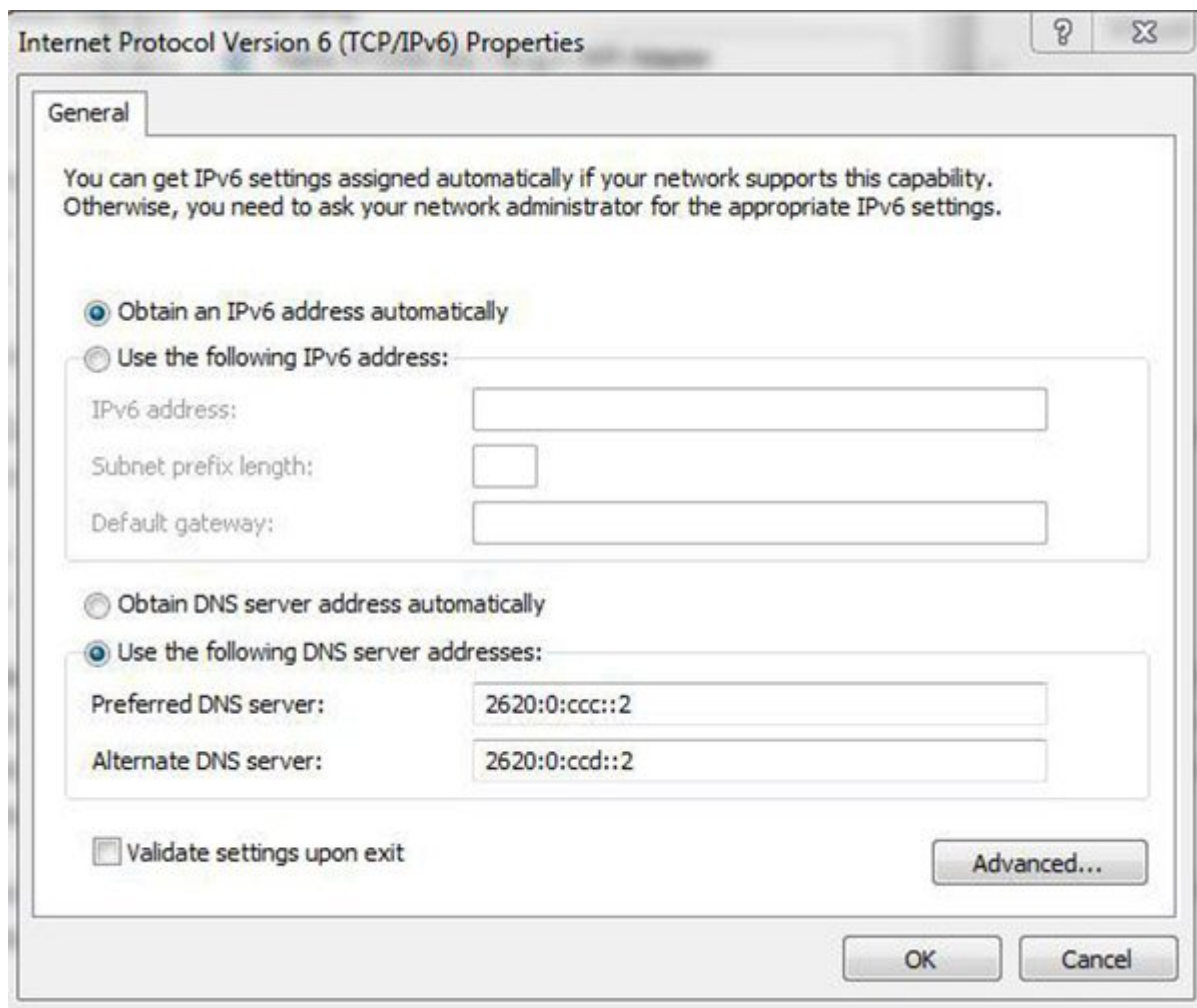 Internet Protocol Version 6 (TCP/IPv6) Properties
General
You can get IPv6 settings assigned automatically if your network supports this capability.
Otherwise, you need to ask your network administrator for the appropriate IPv6 settings.
Obtain an IPv6 address automatically
Use the following IPv6 address:
IPv6 address:
Subnet prefix length:
Default gateway:
Obtain DNS server address automatically
Use the following DNS server addresses:
Preferred DNS server: 2620:0:ccc::2
Alternate DNS server: 2620:0:ccd::2
Validate settings upon exit
Advanced...
OK Cancel